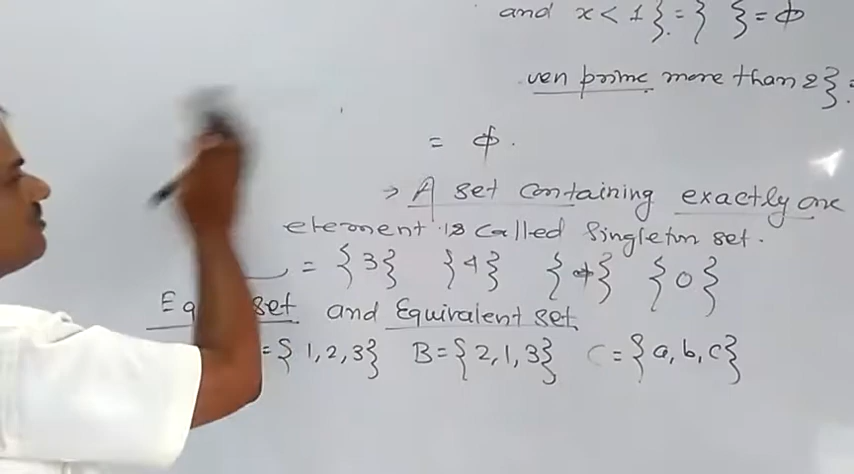 and x < 1}. = { } = ϕ
ven prime more than 2} =
= ϕ.
→ A set containing exactly one
element is called Singleton set.
= {3} {4} {ϕ} {0}
Eq set and Equivalent set
= {1, 2, 3} B = {2, 1, 3} C = {a, b, c}